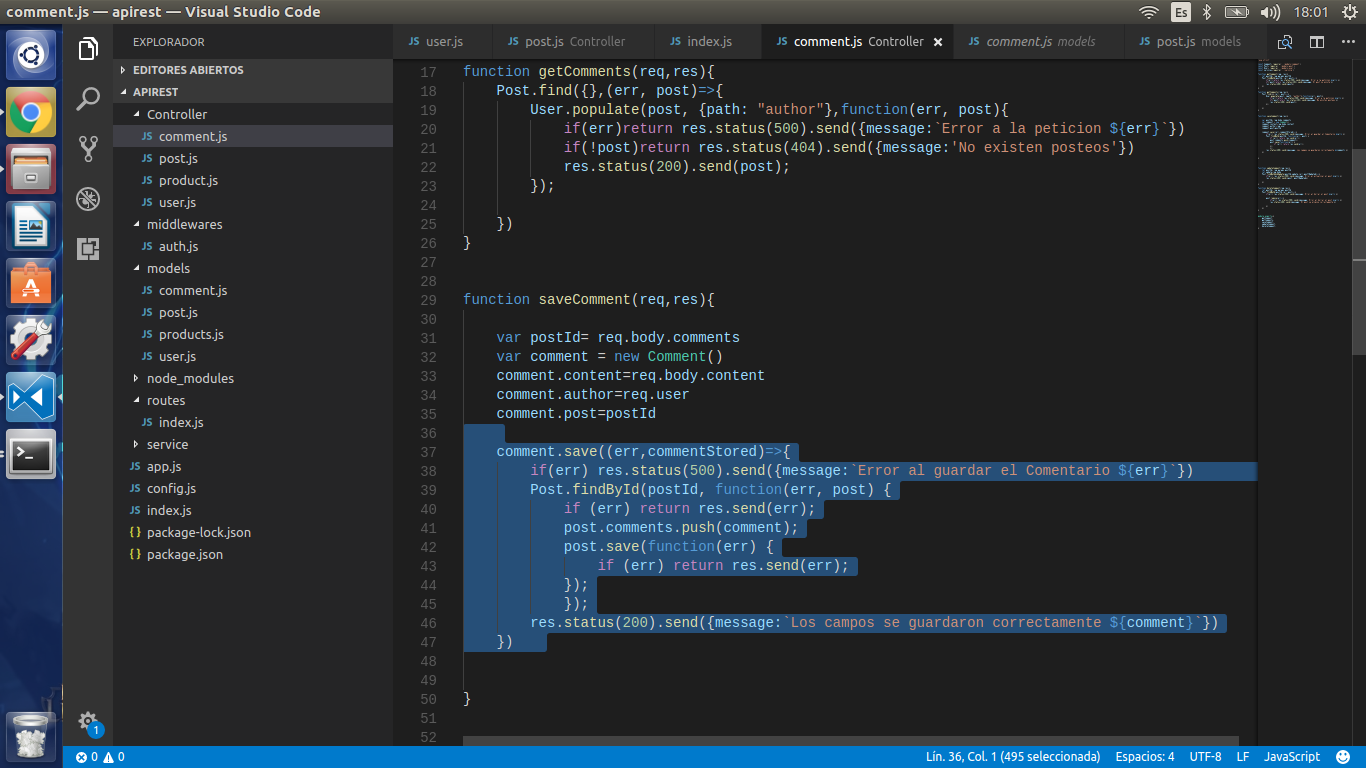 comment.js — apirest — Visual Studio Code
Es
18:01
EXPLORADOR
EDITORES ABIERTOS
APIREST
Controller
JS comment.js
JS post.js
JS product.js
JS user.js
middlewares
JS auth.js
models
JS comment.js
JS post.js
JS products.js
JS user.js
node_modules
routes
JS index.js
service
JS app.js
JS config.js
JS index.js
{ } package-lock.json
{ } package.json
1
JS user.js
JS post.js Controller
JS index.js
JS comment.js Controller ×
JS comment.js models
JS post.js models
17 function getComments(req,res){
18 Post.find({},(err, post)=>{
19 User.populate(post, {path: "author"},function(err, post){
20 if(err)return res.status(500).send({message:`Error a la peticion ${err}`})
21 if(!post)return res.status(404).send({message:'No existen posteos'})
22 res.status(200).send(post);
23 });
24
25 })
26 }
27
28
29 function saveComment(req,res){
30
31 var postId= req.body.comments
32 var comment = new Comment()
33 comment.content=req.body.content
34 comment.author=req.user
35 comment.post=postId
36
37 comment.save((err,commentStored)=>{
38 if(err) res.status(500).send({message:`Error al guardar el Comentario ${err}`})
39 Post.findById(postId, function(err, post) {
40 if (err) return res.send(err);
41 post.comments.push(comment);
42 post.save(function(err) {
43 if (err) return res.send(err);
44 });
45 });
46 res.status(200).send({message:`Los campos se guardaron correctamente ${comment}`})
47 })
48
49
50 }
51
52
0 0
Lín. 36, Col. 1 (495 seleccionada)
Espacios: 4
UTF-8
LF
JavaScript